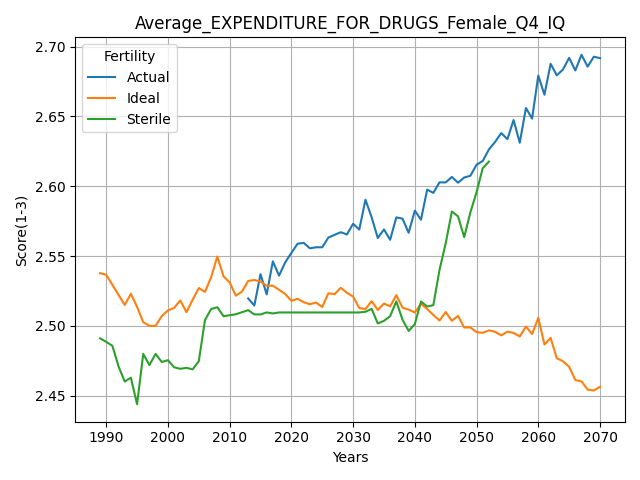 Average_EXPENDITURE_FOR_DRUGS_Female_Q4_IQ
Fertility
Actual
Ideal
Sterile
Score(1-3)
2.70
2.65
2.60
2.55
2.50
2.45
1990 2000 2010 2020 2030 2040 2050 2060 2070
Years